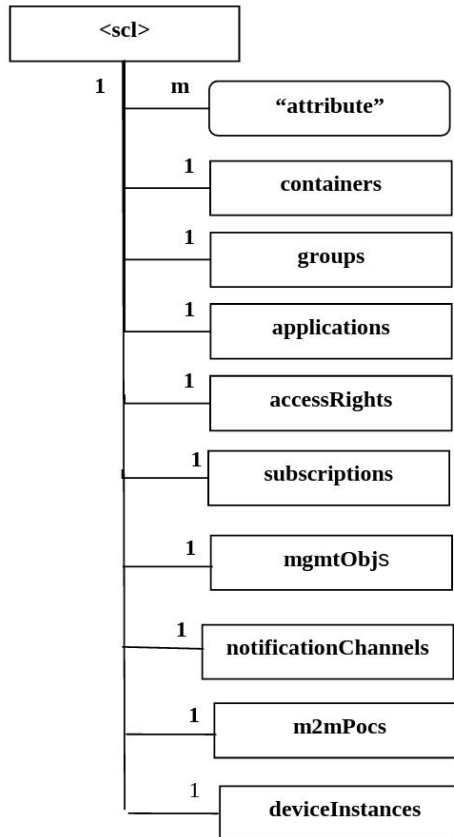 <scl>
1 m
“attribute”
1
containers
1
groups
1
applications
1
accessRights
1
subscriptions
1
mgmtObjs
1
notificationChannels
1
m2mPocs
1
deviceInstances